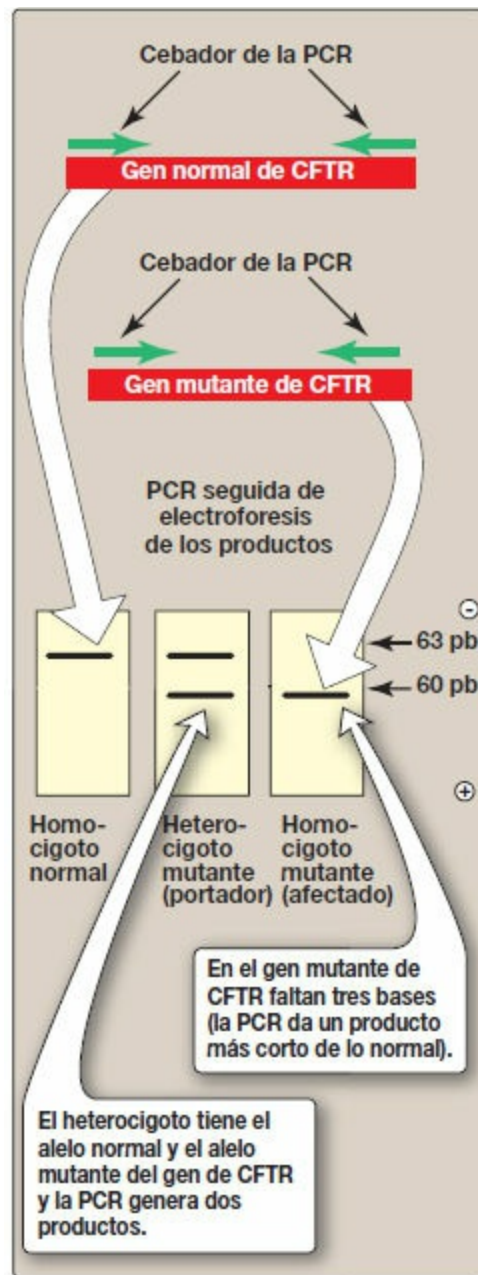 Cebador de la PCR
Gen normal de CFTR
Cebador de la PCR
Gen mutante de CFTR
PCR seguida de
electroforesis
de los productos
-
63 pb
60 pb
+
Homo-
cigoto
normal
Hetero-
cigoto
mutante
(portador)
Homo-
cigoto
mutante
(afectado)
En el gen mutante de
CFTR faltan tres bases
(la PCR da un producto
más corto de lo normal).
El heterocigoto tiene el
alelo normal y el alelo
mutante del gen de CFTR
y la PCR genera dos
productos.